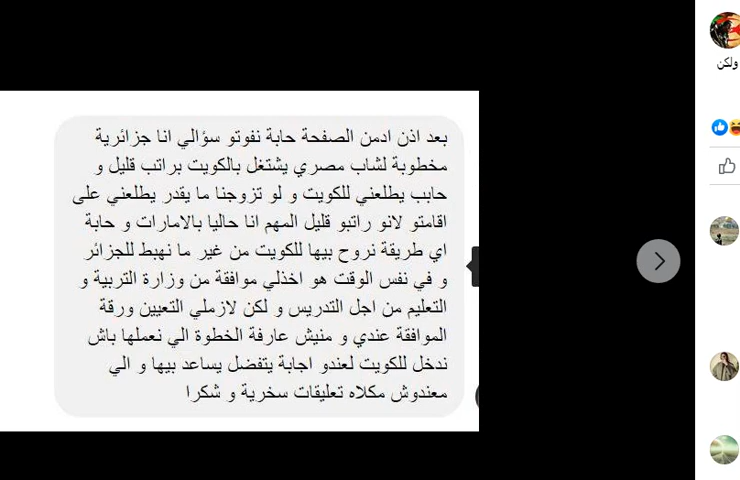 بعد اذن ادمن الصفحة حابة نفوتو سؤالي انا جزائرية
مخطوبة لشاب مصري يشتغل بالكويت براتب قليل و
حابب يطلعني للكويت و لو تزوجنا ما يقدر يطلعني على
اقامتو لانو راتبو قليل المهم انا حاليا بالامارات و حابة
اي طريقة نروح بيها للكويت من غير ما نهبط للجزائر
و في نفس الوقت هو اخذلي موافقة من وزارة التربية و
التعليم من اجل التدريس و لكن لازملي التعيين ورقة
الموافقة عندي و منيش عارفة الخطوة الي نعملها باش
ندخل للكويت لعندو اجابة يتفضل يساعد بيها و الي
معندوش مكلاه تعليقات سخرية و شكرا
ولكن